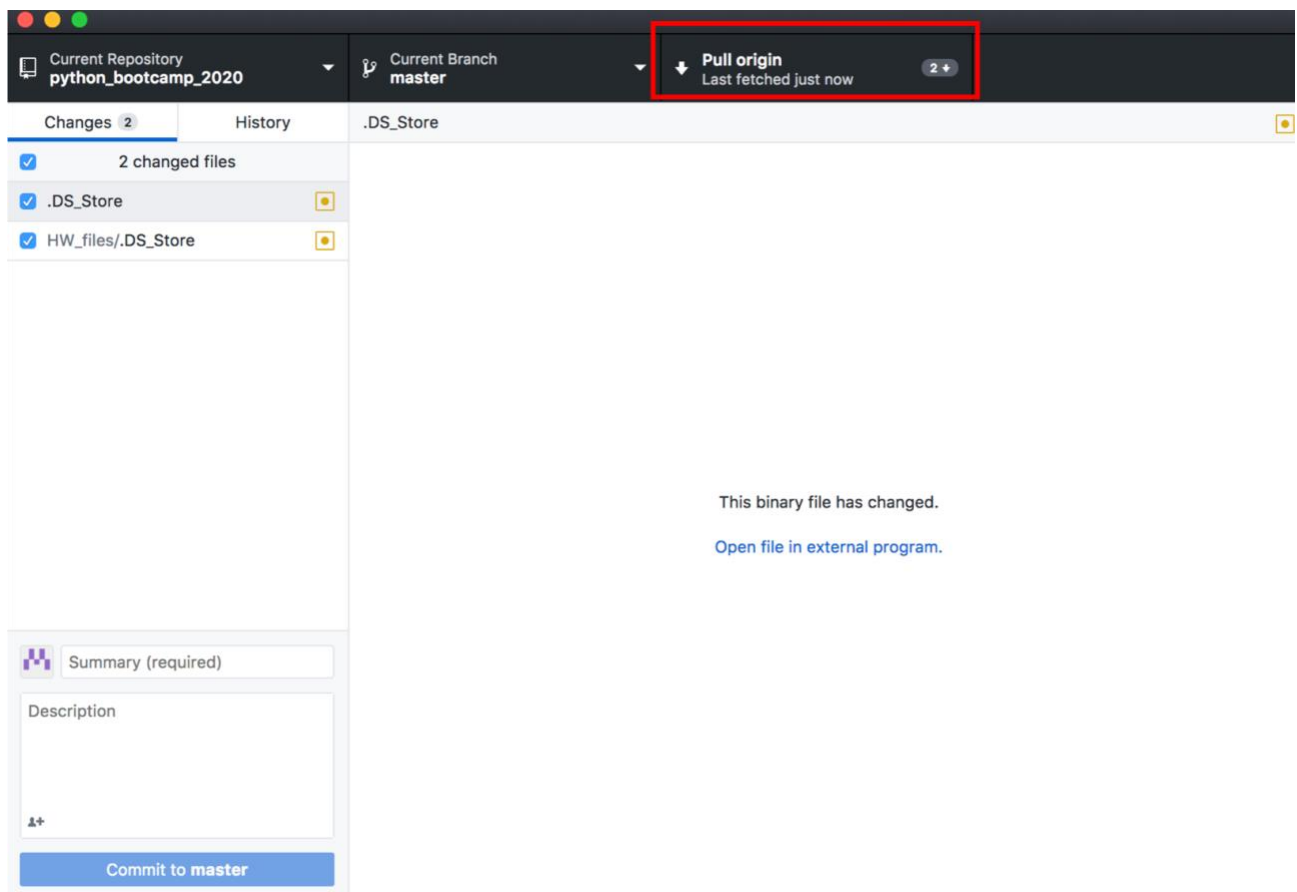 Current Repository
python_bootcamp_2020
Current Branch
master
Pull origin
Last fetched just now
2
Changes 2
History
.DS_Store
2 changed files
.DS_Store
HW_files/.DS_Store
This binary file has changed.
Open file in external program.
Summary (required)
Description
Commit to master